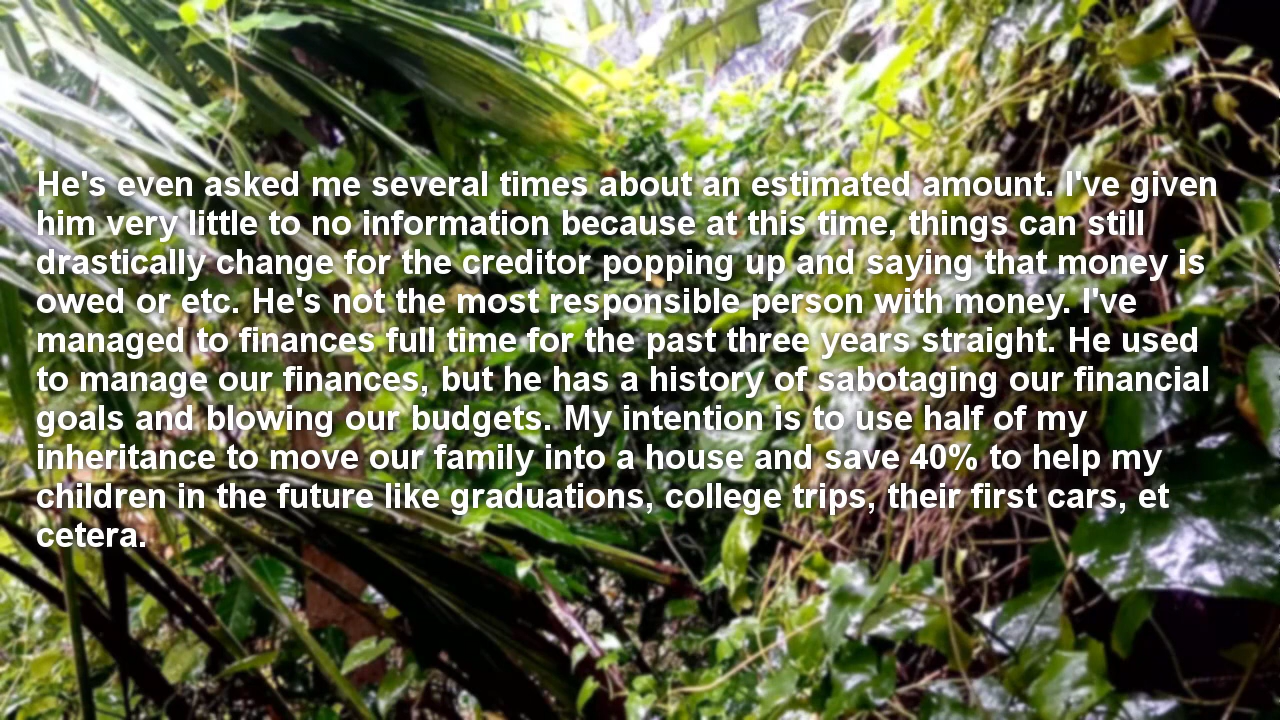 He's even asked me several times about an estimated amount. I've given
him very little to no information because at this time, things can still
drastically change for the creditor popping up and saying that money is
owed or etc. He's not the most responsible person with money. I've
managed to finances full time for the past three years straight. He used
to manage our finances, but he has a history of sabotaging our financial
goals and blowing our budgets. My intention is to use half of my
inheritance to move our family into a house and save 40% to help my
children in the future like graduations, college trips, their first cars, et
cetera.